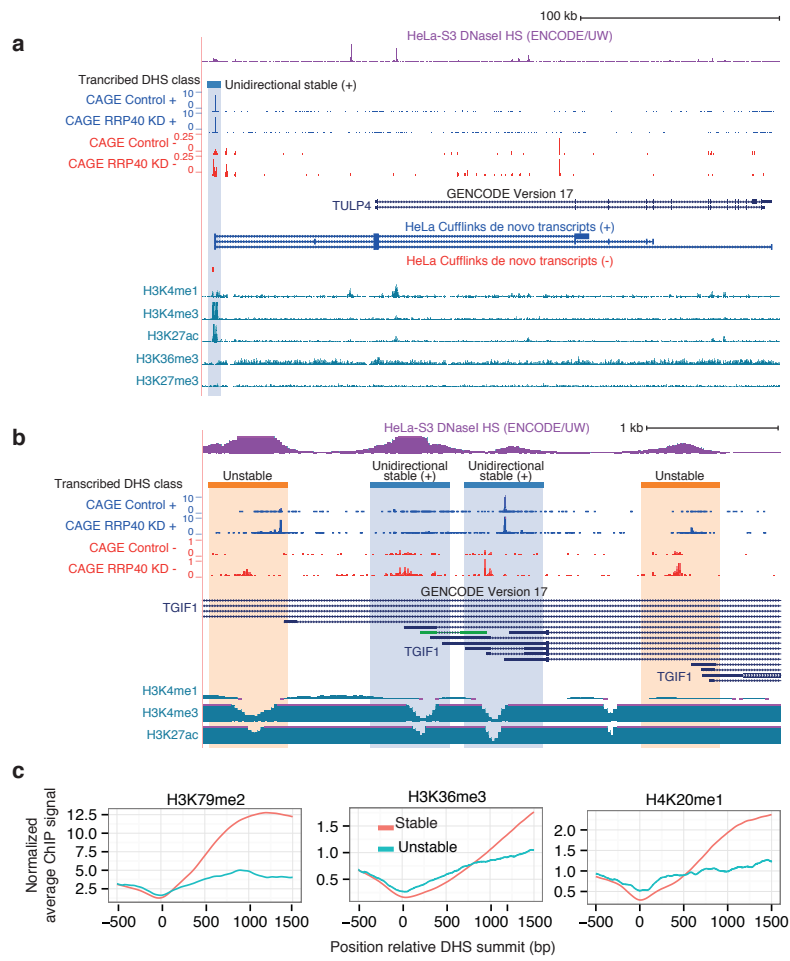 100 kb
a
HeLa-S3 DNaseI HS (ENCODE/UW)
Trancribed DHS class
Unidirectional stable (+)
CAGE Control +
10
0
CAGE RRP40 KD +
10
0
CAGE Control -
0.25
0
CAGE RRP40 KD -
0.25
0
GENCODE Version 17
TULP4
HeLa Cufflinks de novo transcripts (+)
HeLa Cufflinks de novo transcripts (-)
H3K4me1
H3K4me3
H3K27ac
H3K36me3
H3K27me3
b
HeLa-S3 DNaseI HS (ENCODE/UW)
1 kb
Transcribed DHS class
Unstable
Unidirectional
stable (+)
Unidirectional
stable (+)
Unstable
CAGE Control +
10
0
CAGE RRP40 KD +
10
0
CAGE Control -
1
0
CAGE RRP40 KD -
1
0
GENCODE Version 17
TGIF1
TGIF1
TGIF1
H3K4me1
H3K4me3
H3K27ac
c
Normalized
average ChIP signal
H3K79me2
12.5
10.0
7.5
5.0
2.5
-500 0 500 1000 1500
H3K36me3
Stable
Unstable
1.5
1.0
0.5
-500 0 500 1000 1500
H4K20me1
2.0
1.5
1.0
0.5
-500 0 500 1000 1500
Position relative DHS summit (bp)